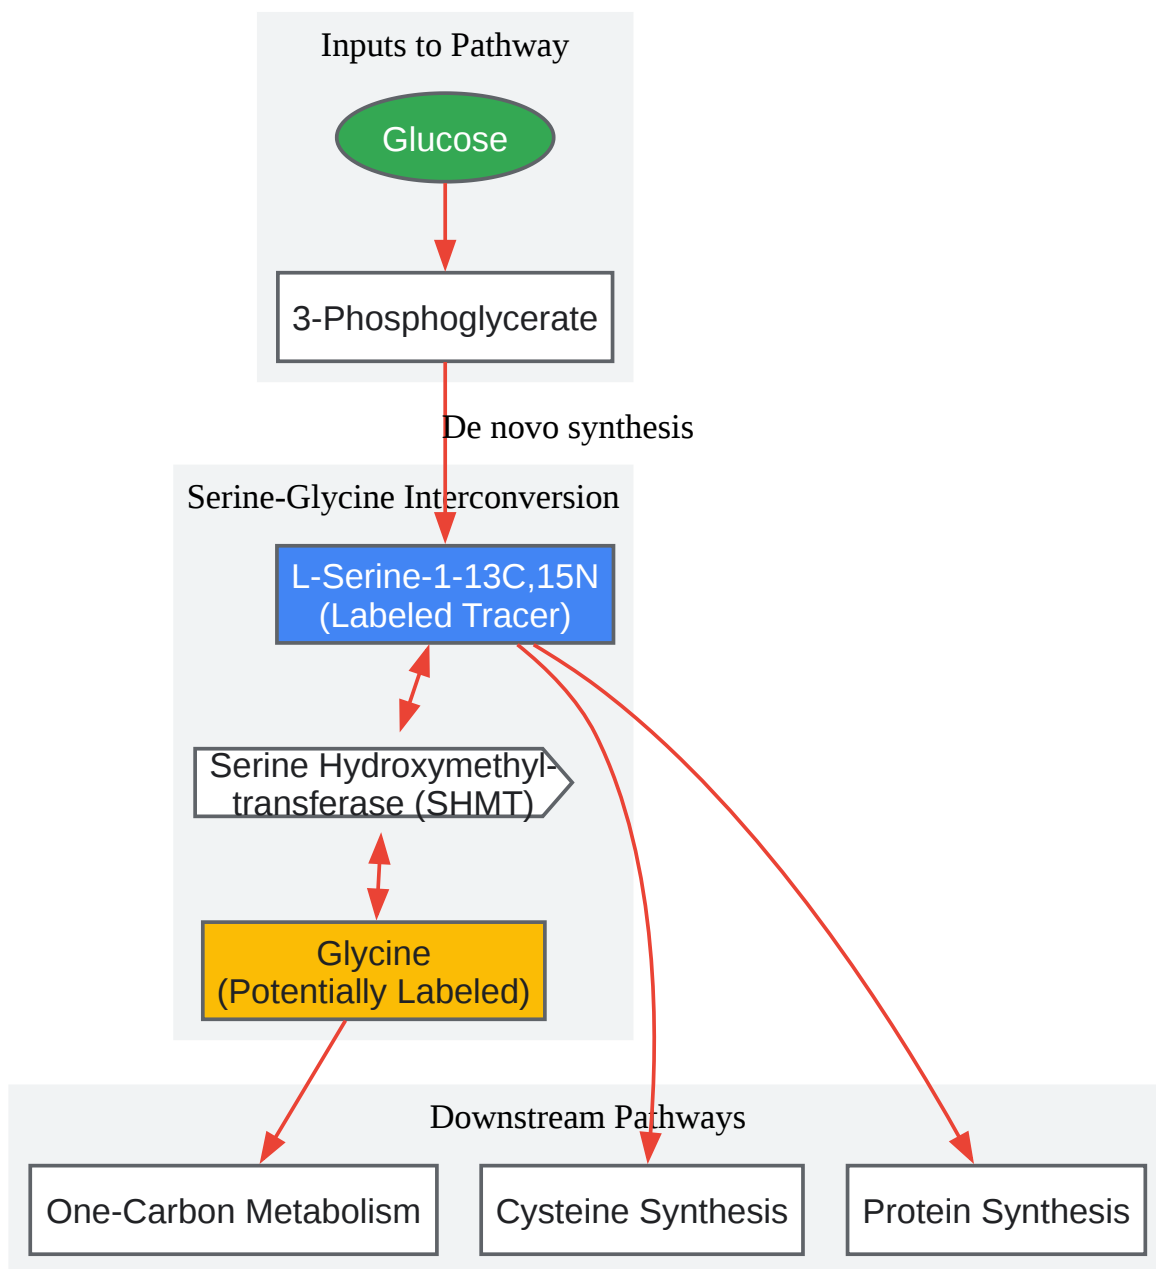 Inputs to Pathway
Glucose
3-Phosphoglycerate
De novo synthesis
Serine-Glycine Interconversion
L-Serine-1-13C,15N
(Labeled Tracer)
Serine Hydroxymethyl-
transferase (SHMT)
Glycine
(Potentially Labeled)
Downstream Pathways
One-Carbon Metabolism
Cysteine Synthesis
Protein Synthesis